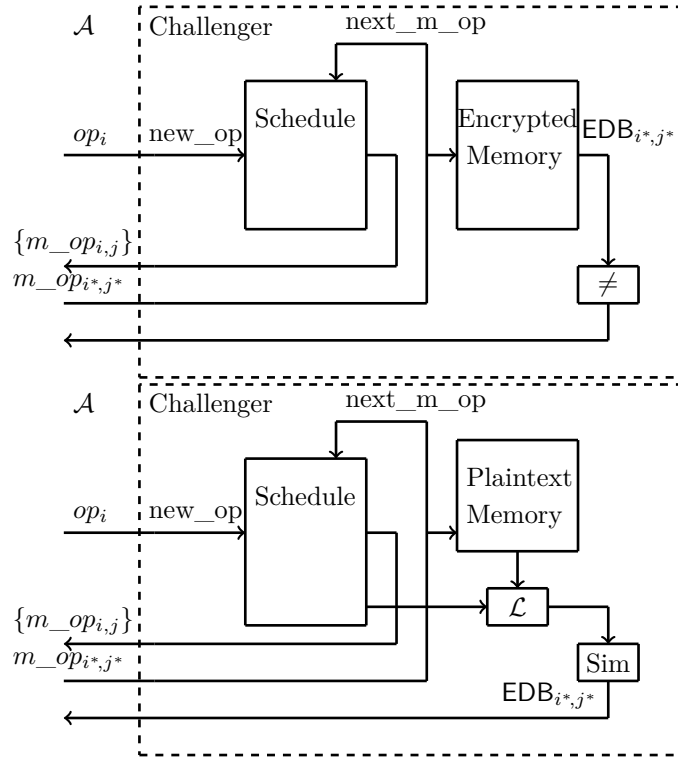 𝒜 Challenger next_m_op
Schedule Encrypted Memory EDB_{i*,j*}
op_i new_op
{m_op_{i,j}}
m_op_{i*,j*} ≠
𝒜 Challenger next_m_op
Schedule Plaintext Memory
op_i new_op
ℒ
{m_op_{i,j}}
m_op_{i*,j*} Sim
EDB_{i*,j*}